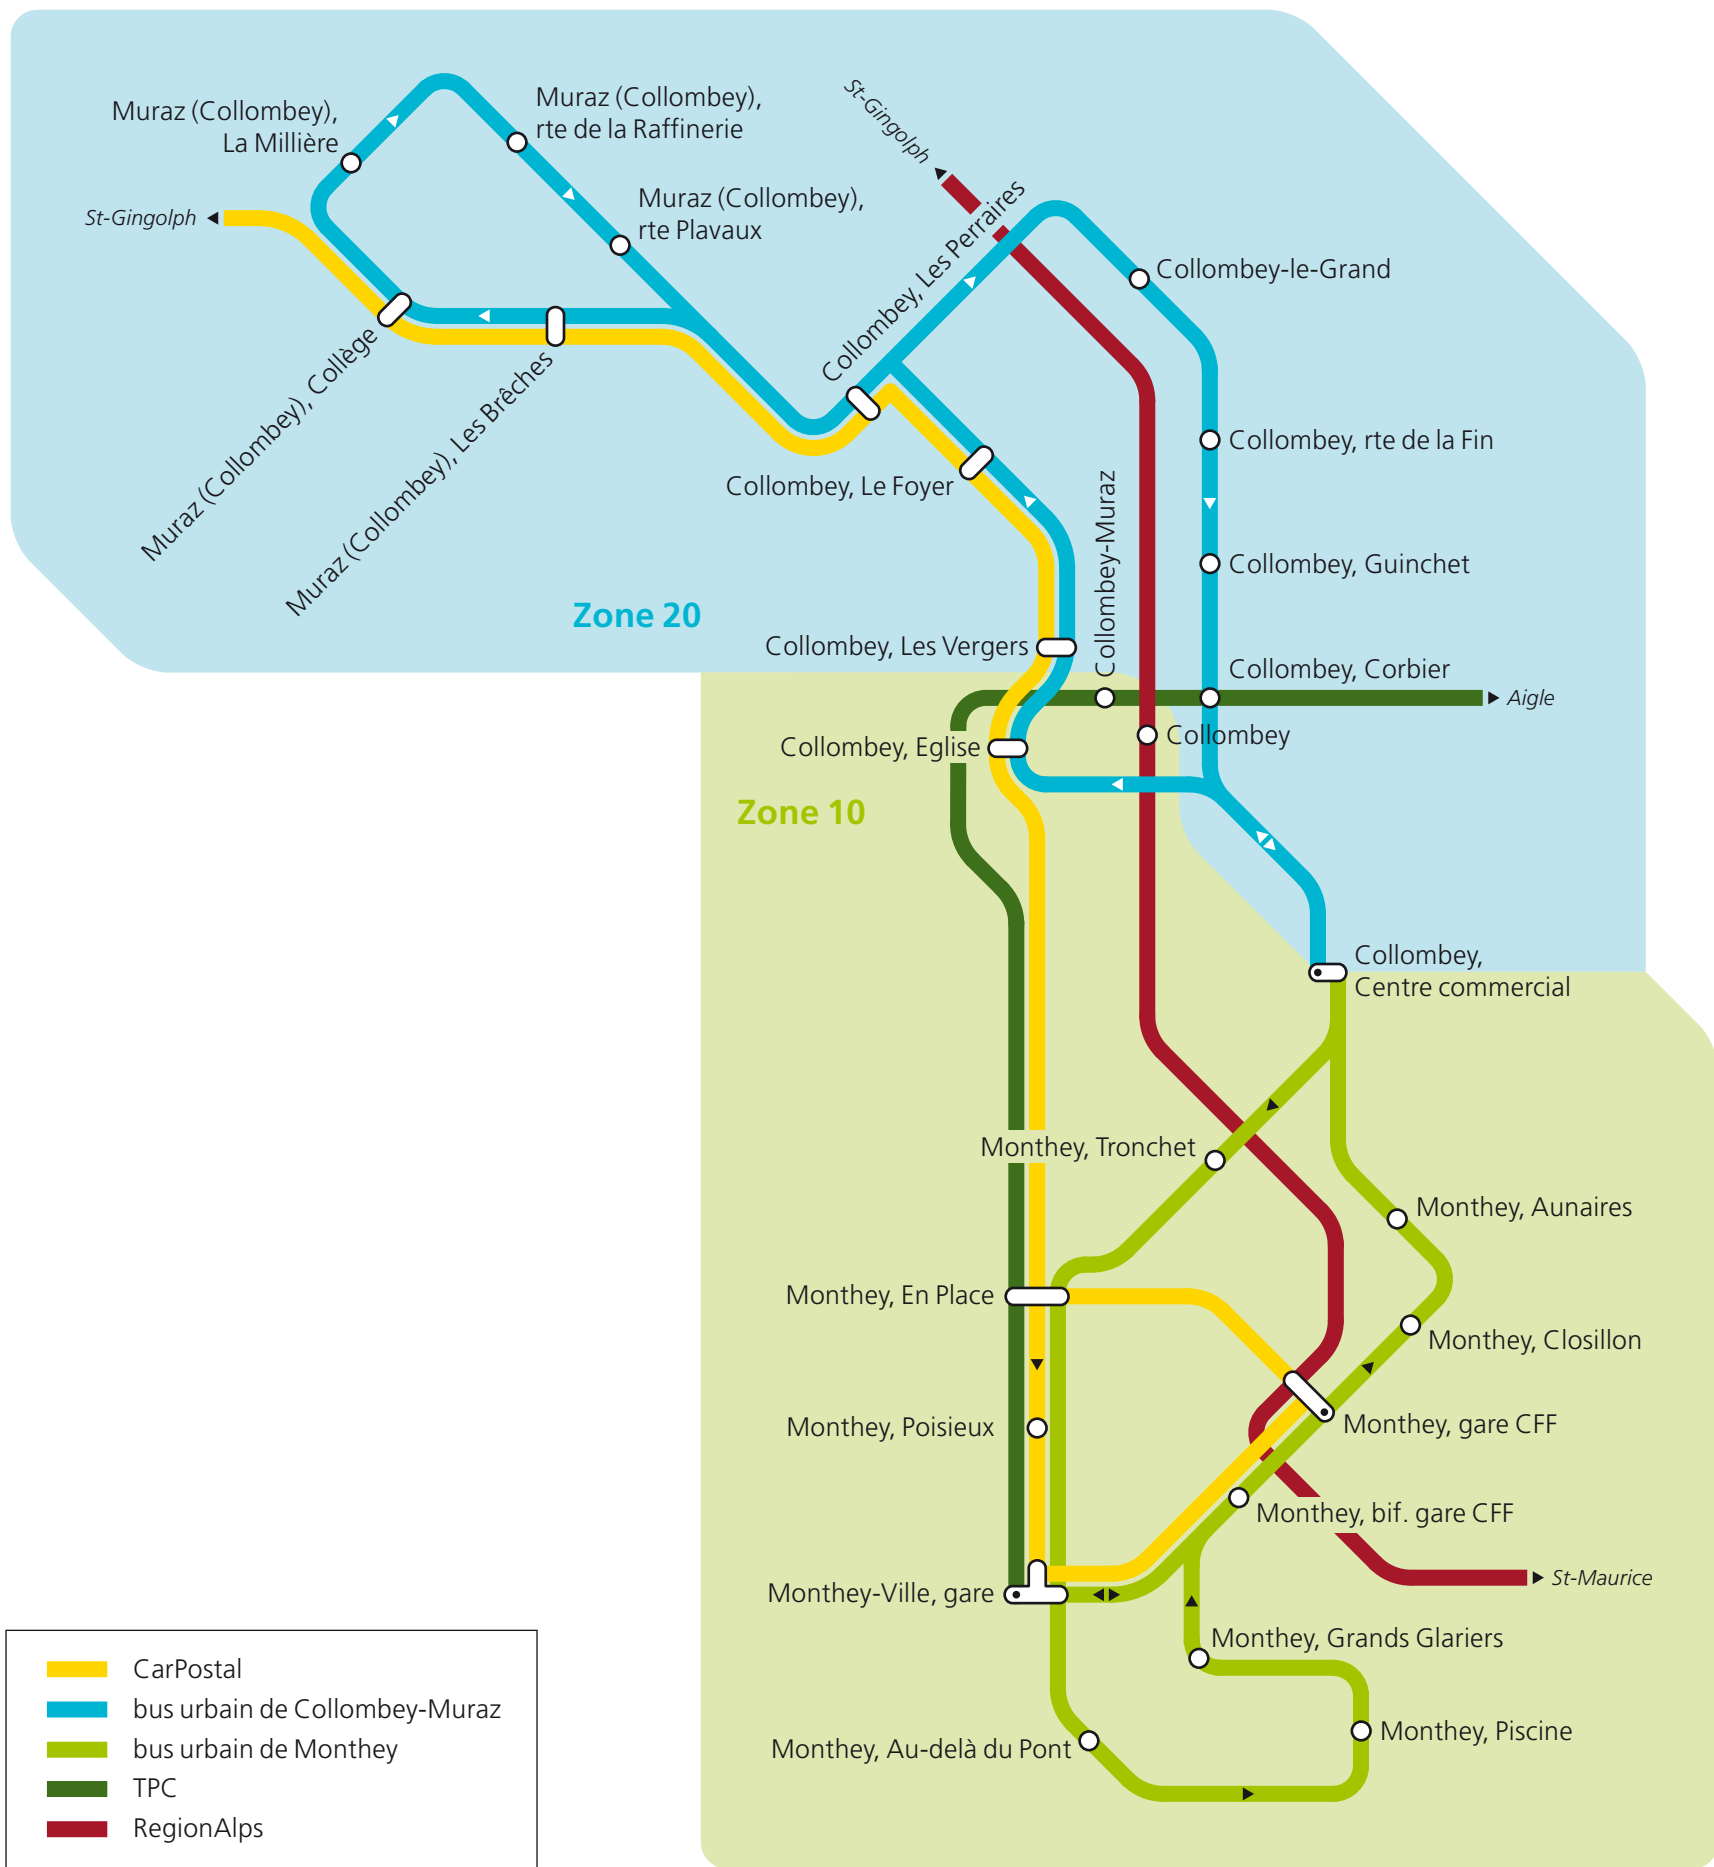 Muraz (Collombey),
La Millière
Muraz (Collombey),
rte de la Raffinerie
St-Gingolph
Muraz (Collombey),
rte Plavaux
St-Gingolph
Collombey, Les Perraires
Collombey-le-Grand
Muraz (Collombey), Collège
Muraz (Collombey), Les Brêches
Collombey, rte de la Fin
Collombey, Le Foyer
Collombey-Muraz
Collombey, Guinchet
Zone 20
Collombey, Les Vergers
Collombey, Corbier
Aigle
Collombey, Eglise
Collombey
Zone 10
Collombey,
Centre commercial
Monthey, Tronchet
Monthey, Aunaires
Monthey, En Place
Monthey, Closillon
Monthey, Poisieux
Monthey, gare CFF
Monthey, bif. gare CFF
Monthey-Ville, gare
St-Maurice
Monthey, Grands Glariers
Monthey, Au-delà du Pont
Monthey, Piscine
CarPostal
bus urbain de Collombey-Muraz
bus urbain de Monthey
TPC
RegionAlps